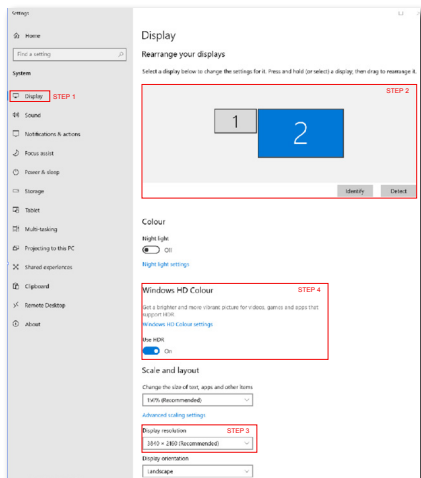 Settings
Home
Find a setting
System
Display
STEP 1
Sound
Notifications & actions
Focus assist
Power & sleep
Storage
Tablet
Multi-tasking
Projecting to this PC
Shared experiences
Clipboard
Remote Desktop
About
Display
Rearrange your displays
Select a display below to change the settings for it. Press and hold (or select) a display, then drag to rearrange it.
STEP 2
1
2
Identify
Detect
Colour
Night light
Off
Night light settings
Windows HD Colour
STEP 4
Get a brighter and more vibrant picture for videos, games and apps that
support HDR.
Windows HD Colour settings
Use HDR
On
Scale and layout
Change the size of text, apps and other items
(Recommended)
Advanced scaling settings
Display resolution
STEP 3
3840 × 2160 (Recommended)
Display orientation
Landscape